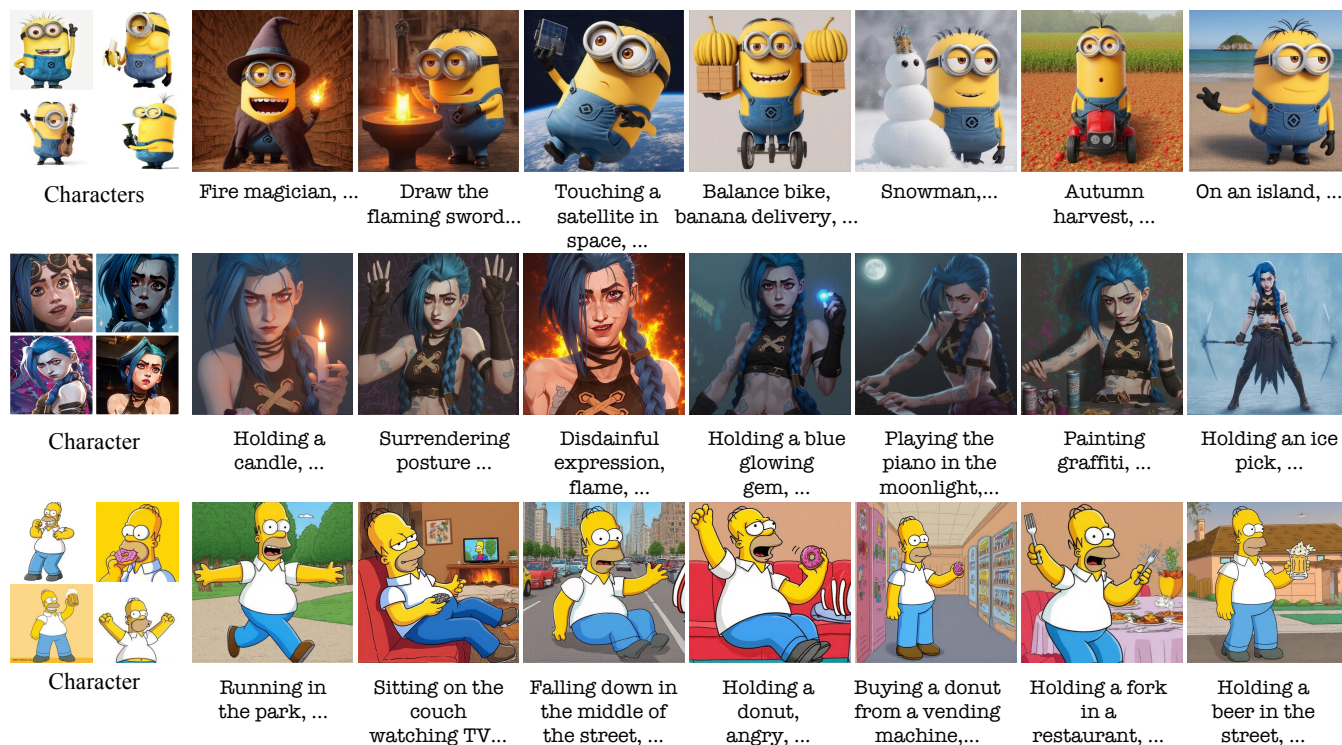 Characters
Fire magician, ...
Draw the
flaming sword...
Touching a
satellite in
space, ...
Balance bike,
banana delivery, ...
Snowman,...
Autumn
harvest, ...
On an island, ...
Character
Holding a
candle, ...
Surrendering
posture ...
Disdainful
expression,
flame, ...
Holding a blue
glowing
gem, ...
Playing the
piano in the
moonlight,...
Painting
graffiti, ...
Holding an ice
pick, ...
Character
Running in
the park, ...
Sitting on the
couch
watching TV...
Falling down in
the middle of
the street, ...
Holding a
donut,
angry, ...
Buying a donut
from a vending
machine,...
Holding a fork
in a
restaurant, ...
Holding a
beer in the
street, ...